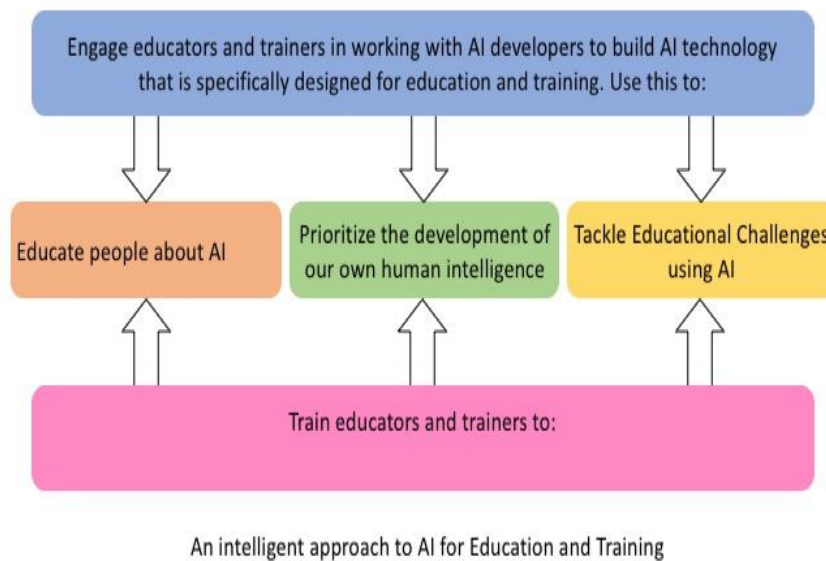 Engage educators and trainers in working with AI developers to build AI technology
that is specifically designed for education and training. Use this to:
Educate people about AI
Prioritize the development of
our own human intelligence
Tackle Educational Challenges
using AI
Train educators and trainers to:
An intelligent approach to AI for Education and Training